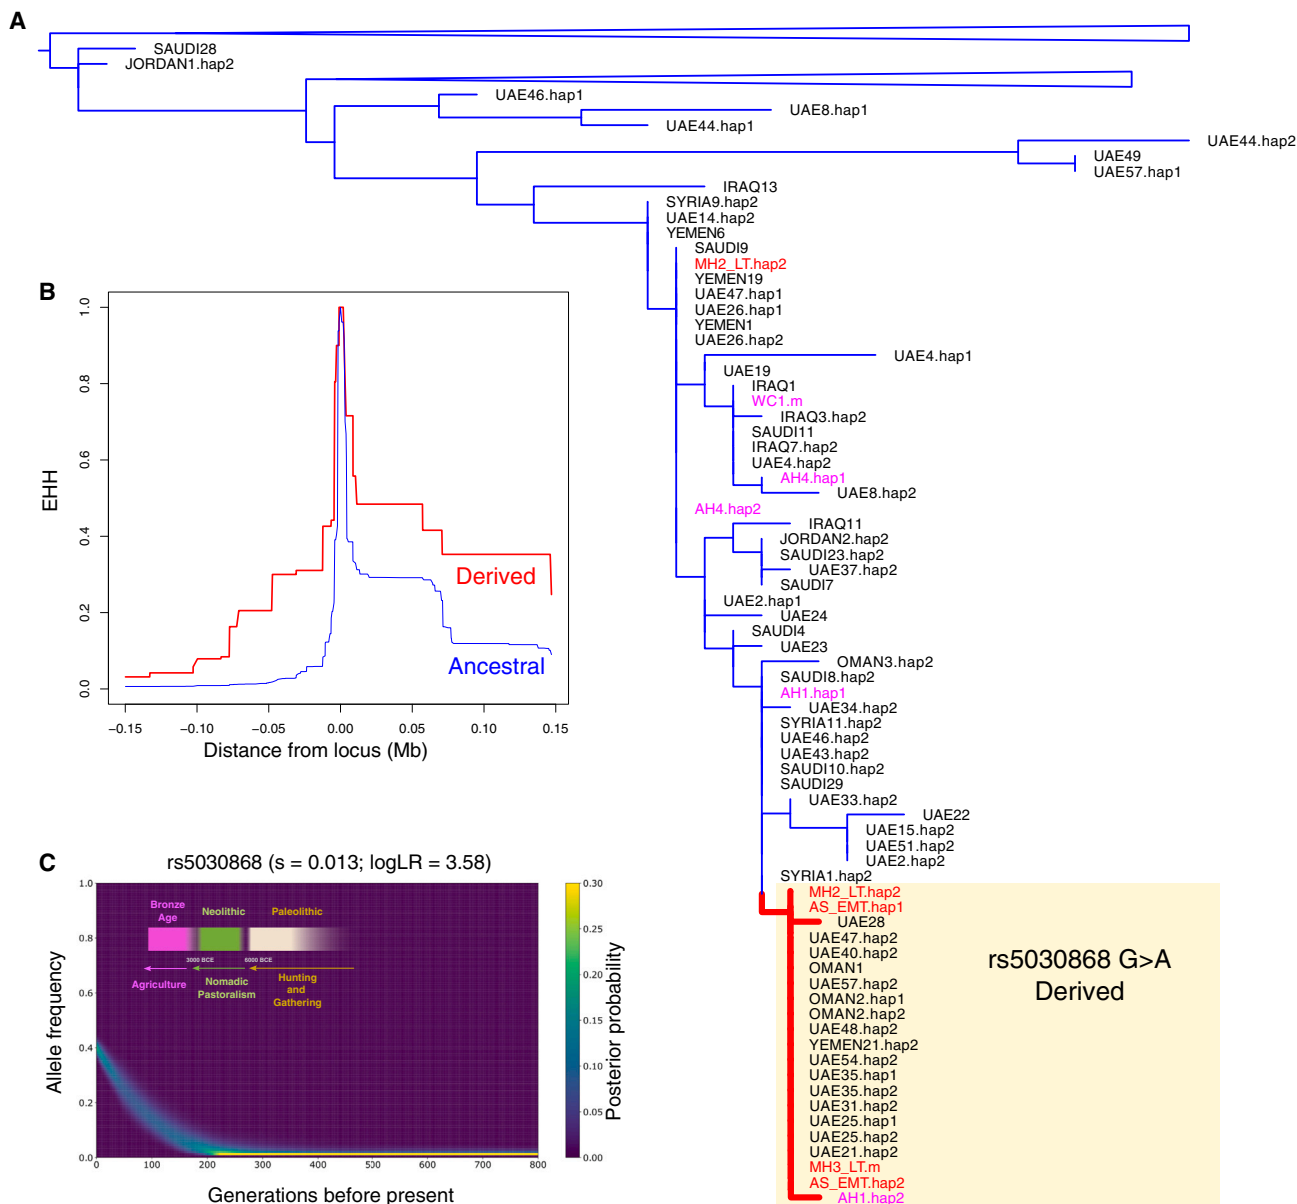 A
SAUDI28
JORDAN1.hap2
UAE46.hap1
UAE8.hap1
UAE44.hap1
UAE44.hap2
UAE49
UAE57.hap1
IRAQ13
SYRIA9.hap2
UAE14.hap2
YEMEN6
SAUDI9
MH2_LT.hap2
YEMEN19
UAE47.hap1
UAE26.hap1
YEMEN1
UAE26.hap2
UAE4.hap1
UAE19
IRAQ1
WC1.m
IRAQ3.hap2
SAUDI11
IRAQ7.hap2
UAE4.hap2
AH4.hap1
UAE8.hap2
AH4.hap2
IRAQ11
JORDAN2.hap2
SAUDI23.hap2
UAE37.hap2
SAUDI7
UAE2.hap1
UAE24
SAUDI4
UAE23
OMAN3.hap2
SAUDI8.hap2
AH1.hap1
UAE34.hap2
SYRIA11.hap2
UAE46.hap2
UAE43.hap2
SAUDI10.hap2
SAUDI29
UAE33.hap2
UAE22
UAE15.hap2
UAE51.hap2
UAE2.hap2
SYRIA1.hap2
MH2_LT.hap2
AS_EMT.hap1
UAE28
UAE47.hap2
UAE40.hap2
OMAN1
UAE57.hap2
OMAN2.hap1
OMAN2.hap2
UAE48.hap2
YEMEN21.hap2
UAE54.hap2
UAE35.hap1
UAE35.hap2
UAE31.hap2
UAE25.hap1
UAE25.hap2
UAE21.hap2
MH3_LT.m
AS_EMT.hap2
AH1.hap2
rs5030868 G>A
Derived
B
EHH
1.0
0.8
0.6
0.4
0.2
0.0
Derived
Ancestral
−0.15 −0.10 −0.05 0.00 0.05 0.10 0.15
Distance from locus (Mb)
C
rs5030868 (s = 0.013; logLR = 3.58)
Allele frequency
1.0
0.8
0.6
0.4
0.2
0.0
Bronze
Age
Neolithic
Paleolithic
3000 BCE
6000 BCE
Agriculture
Nomadic
Pastoralism
Hunting
and
Gathering
0 100 200 300 400 500 600 700 800
Generations before present
0.30
0.25
0.20
0.15
0.10
0.05
0.00
Posterior probability